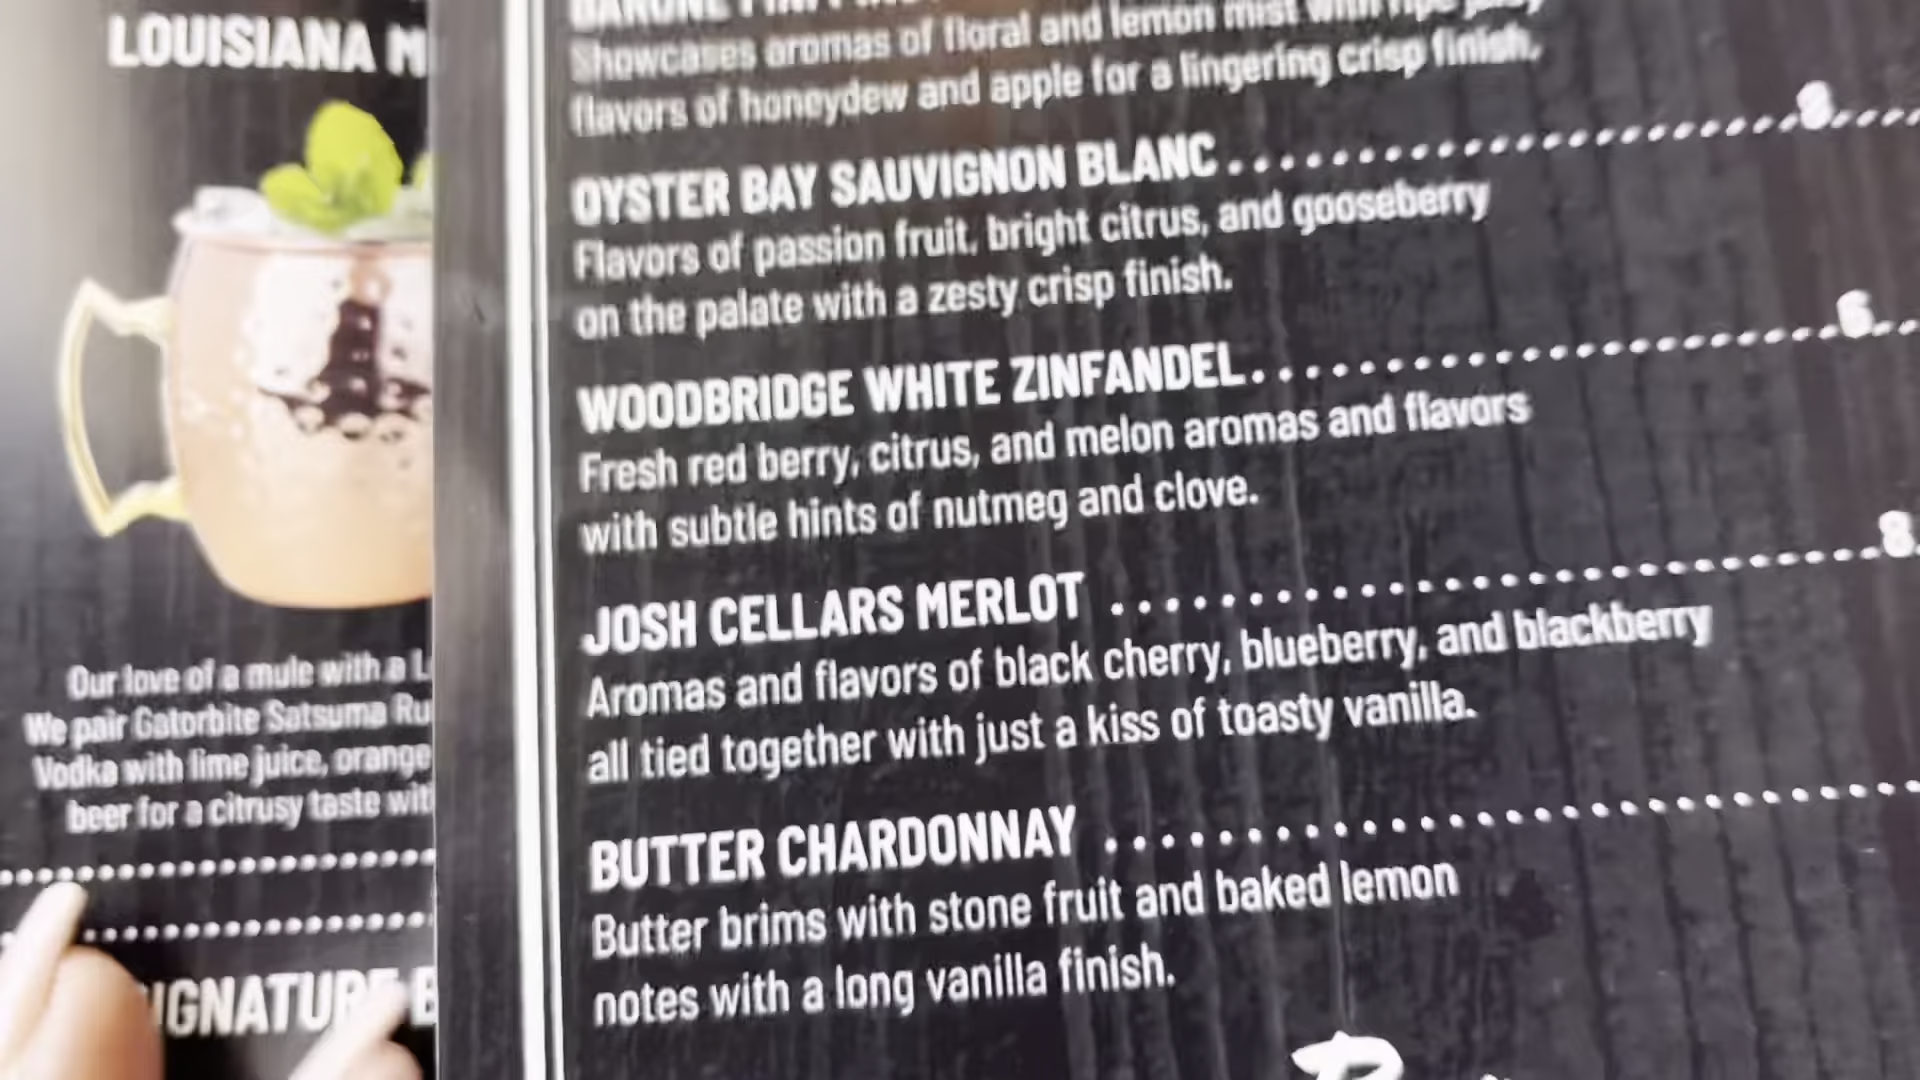 LOUISIANA M
Our love of a mule with a L
We pair Gatorbite Satsuma Ru
Vodka with lime juice, orange
beer for a citrusy taste wit
IGNATURE B
Showcases aromas of floral and lemon mist with ripe juicy
flavors of honeydew and apple for a lingering crisp finish.
OYSTER BAY SAUVIGNON BLANC
Flavors of passion fruit, bright citrus, and gooseberry
on the palate with a zesty crisp finish.
WOODBRIDGE WHITE ZINFANDEL 6
Fresh red berry, citrus, and melon aromas and flavors
with subtle hints of nutmeg and clove.
JOSH CELLARS MERLOT 8
Aromas and flavors of black cherry, blueberry, and blackberry
all tied together with just a kiss of toasty vanilla.
BUTTER CHARDONNAY
Butter brims with stone fruit and baked lemon
notes with a long vanilla finish.